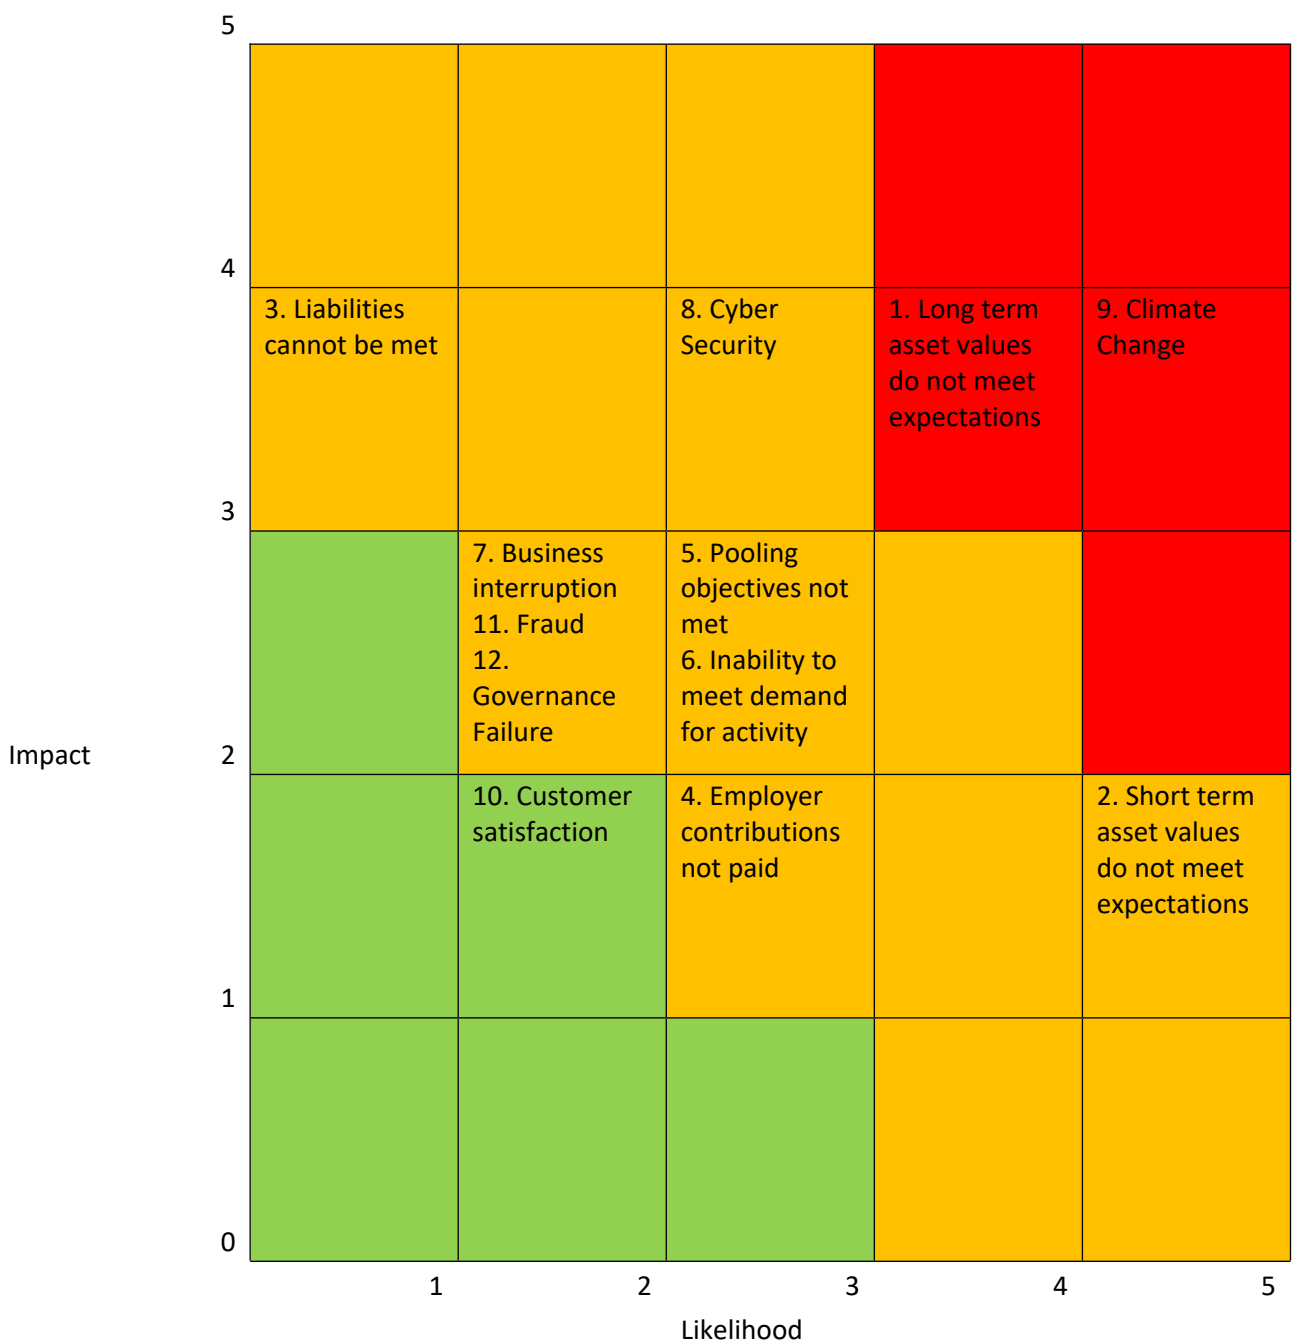 5
4
3. Liabilities
cannot be met
8. Cyber
Security
1. Long term
asset values
do not meet
expectations
9. Climate
Change
3
7. Business
interruption
11. Fraud
12.
Governance
Failure
5. Pooling
objectives not
met
6. Inability to
meet demand
for activity
Impact
2
10. Customer
satisfaction
4. Employer
contributions
not paid
2. Short term
asset values
do not meet
expectations
1
0
1
2
3
4
5
Likelihood